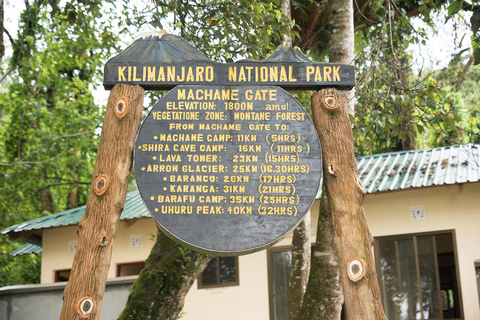 KILIMANJARO NATIONAL PARK
MACHAME GATE
ELEVATION: 1800M amsl
VEGETATIONE ZONE: MONTANE FOREST
FROM MACHAME GATE TO:
•MACHAME CAMP: 11KM (5HRS)
•SHIRA CAVE CAMP: 16KM (11HRS)
•LAVA TOWER: 23KM (15HRS)
•ARROW GLACIER: 25KM (16.30HRS)
•BARANCO: 26KM (17HRS)
•KARANGA: 31KM (21HRS)
•BARAFU CAMP: 35KM (25HRS)
•UHURU PEAK: 40KM (32HRS)